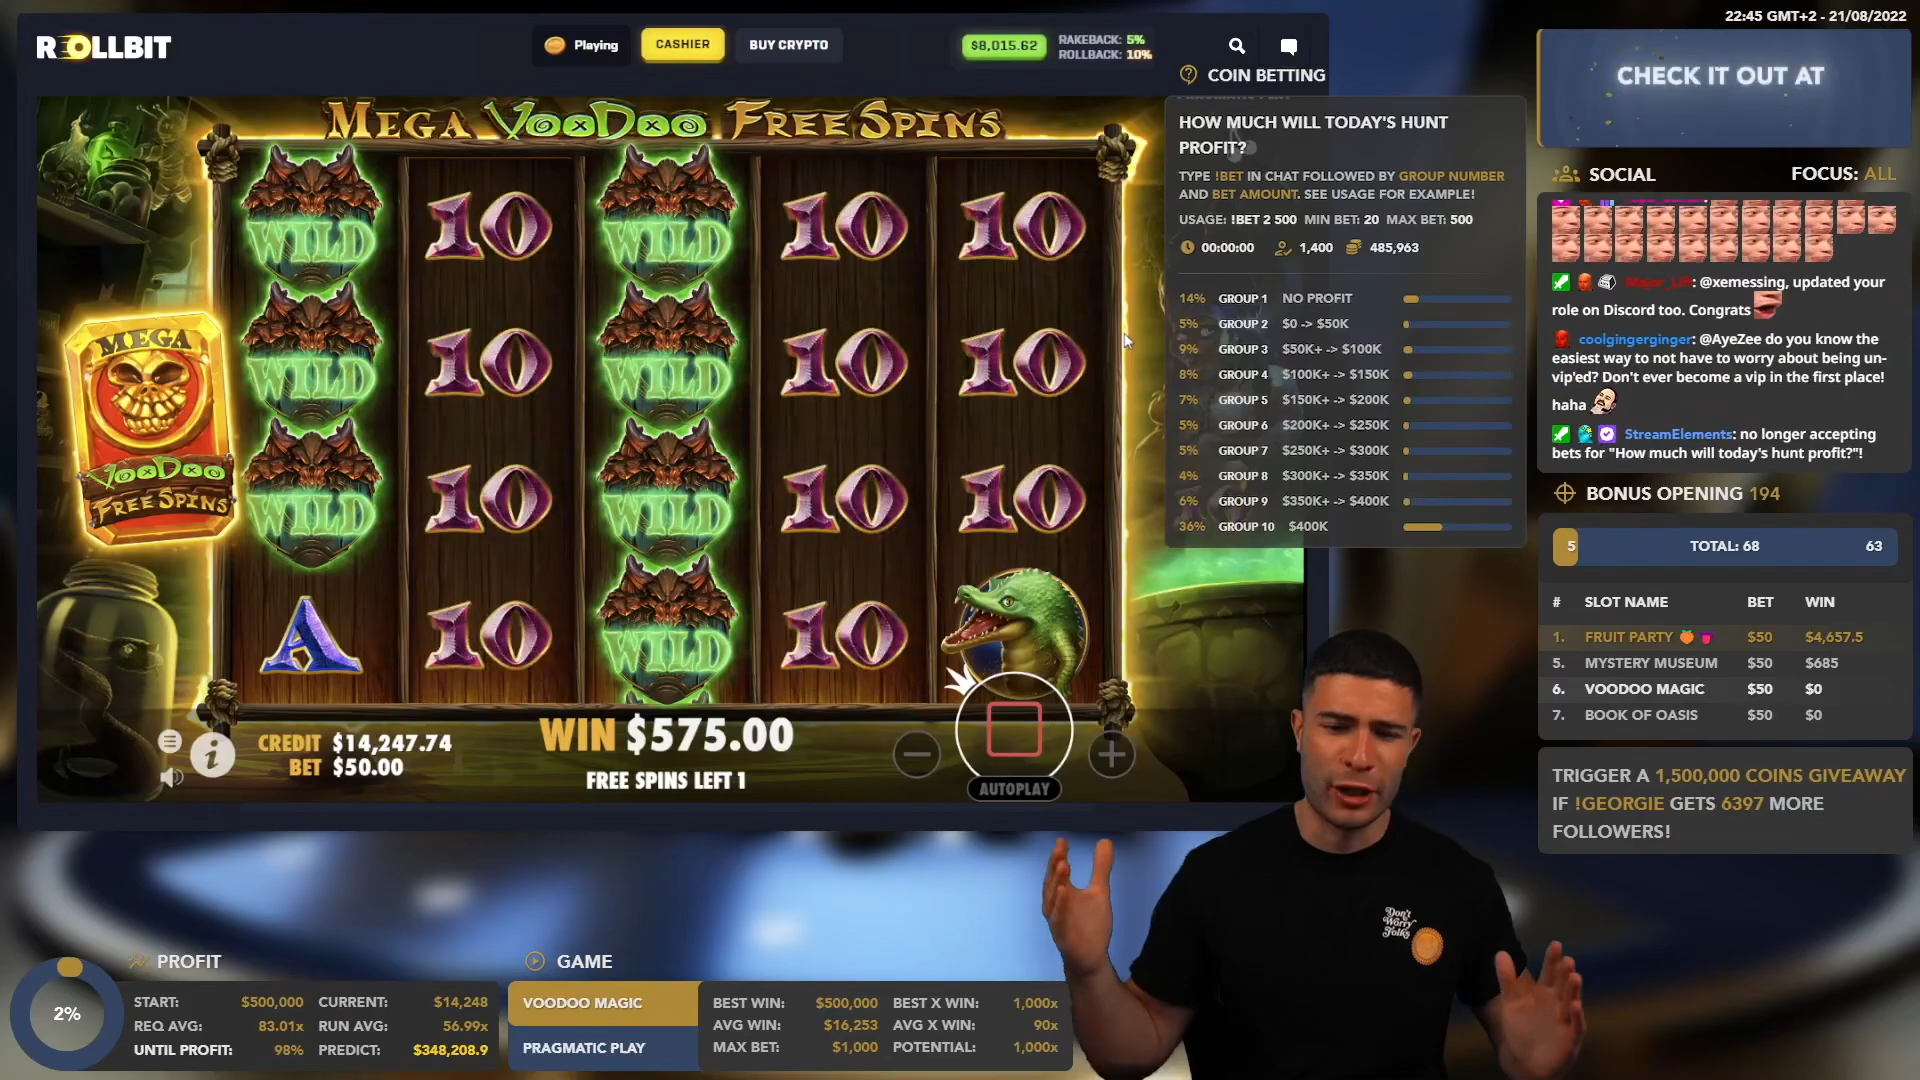 22:45 GMT+2 - 21/08/2022
ROLLBIT
Playing
CASHIER
BUY CRYPTO
$8,015.62
RAKEBACK: 5%
ROLLBACK: 10%
COIN BETTING
CHECK IT OUT AT
MEGA VOODOO FREE SPINS
HOW MUCH WILL TODAY'S HUNT
PROFIT?
TYPE !BET IN CHAT FOLLOWED BY GROUP NUMBER
AND BET AMOUNT. SEE USAGE FOR EXAMPLE!
USAGE: !BET 2 500 MIN BET: 20 MAX BET: 500
00:00:00 1,400 485,963
14% GROUP 1 NO PROFIT
5% GROUP 2 $0 -> $50K
9% GROUP 3 $50K+ -> $100K
8% GROUP 4 $100K+ -> $150K
7% GROUP 5 $150K+ -> $200K
5% GROUP 6 $200K+ -> $250K
5% GROUP 7 $250K+ -> $300K
4% GROUP 8 $300K+ -> $350K
6% GROUP 9 $350K+ -> $400K
36% GROUP 10 $400K
MEGA
VOODOO
FREE SPINS
WILD 10 WILD 10 10
WILD 10 WILD 10 10
WILD 10 WILD 10 10
A 10 WILD 10
CREDIT $14,247.74
BET $50.00
WIN $575.00
FREE SPINS LEFT 1
AUTOPLAY
SOCIAL
FOCUS: ALL
Major_Lift: @xemessing, updated your
role on Discord too. Congrats
coolgingerginger: @AyeZee do you know the
easiest way to not have to worry about being un-
vip'ed? Don't ever become a vip in the first place!
haha
StreamElements: no longer accepting
bets for "How much will today's hunt profit?"!
BONUS OPENING 194
5 TOTAL: 68 63
# SLOT NAME BET WIN
1. FRUIT PARTY $50 $4,657.5
5. MYSTERY MUSEUM $50 $685
6. VOODOO MAGIC $50 $0
7. BOOK OF OASIS $50 $0
TRIGGER A 1,500,000 COINS GIVEAWAY
IF !GEORGIE GETS 6397 MORE
FOLLOWERS!
Don't
Worry
Folks
PROFIT
2%
START: $500,000 CURRENT: $14,248
REQ AVG: 83.01x RUN AVG: 56.99x
UNTIL PROFIT: 98% PREDICT: $348,208.9
GAME
VOODOO MAGIC
PRAGMATIC PLAY
BEST WIN: $500,000 BEST X WIN: 1,000x
AVG WIN: $16,253 AVG X WIN: 90x
MAX BET: $1,000 POTENTIAL: 1,000x